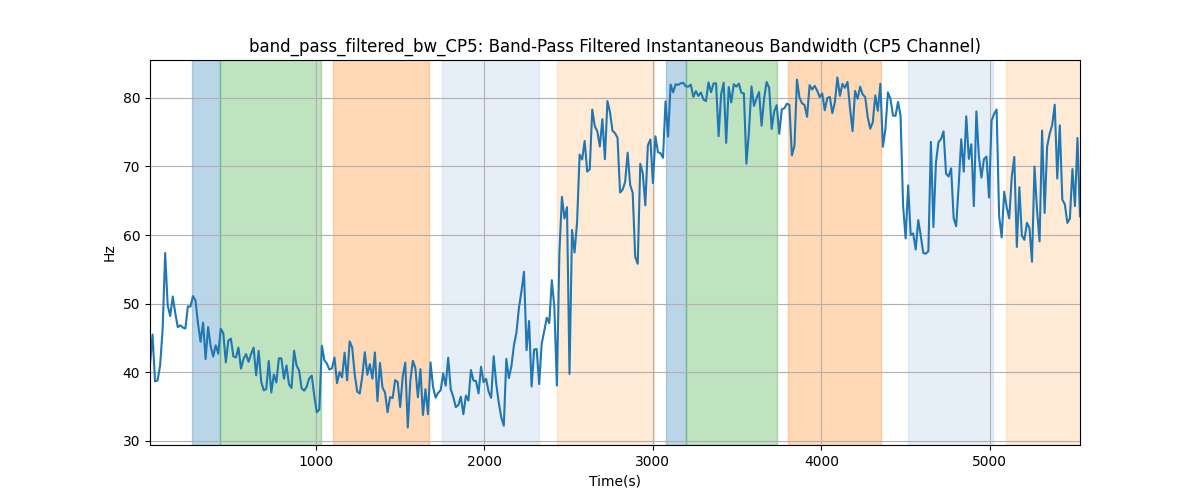 band_pass_filtered_bw_CP5: Band-Pass Filtered Instantaneous Bandwidth (CP5 Channel)
80
70
60
50
40
30
Hz
1000 2000 3000 4000 5000
Time(s)